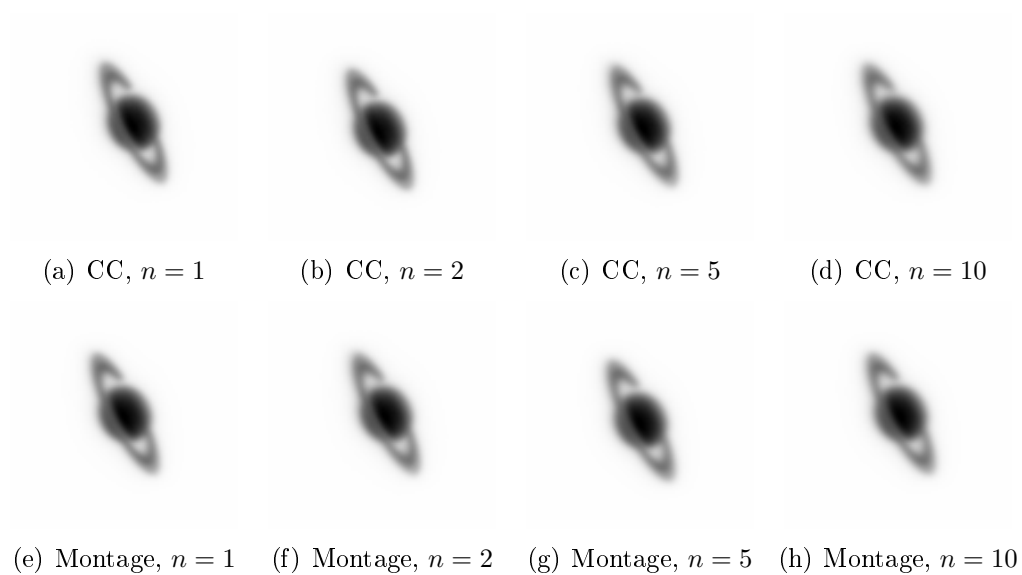 (a) CC, n = 1
(b) CC, n = 2
(c) CC, n = 5
(d) CC, n = 10
(e) Montage, n = 1
(f) Montage, n = 2
(g) Montage, n = 5
(h) Montage, n = 10